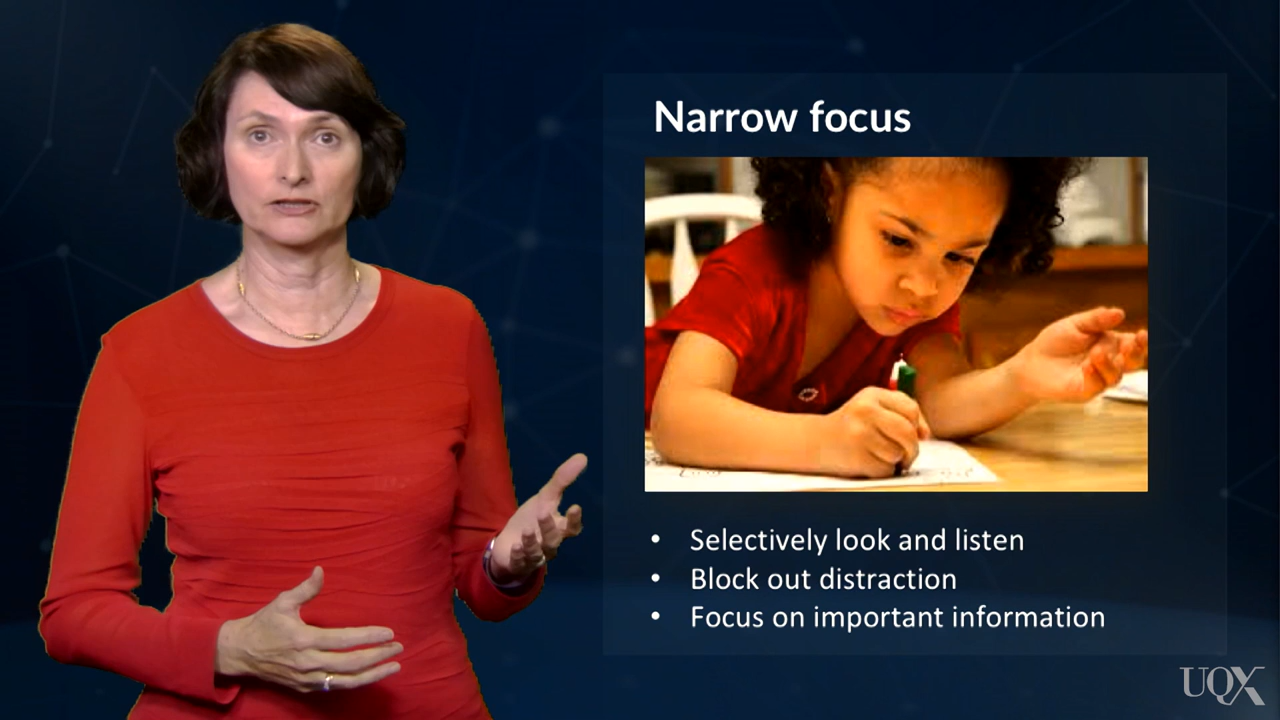 Narrow focus
• Selectively look and listen
• Block out distraction
• Focus on important information
UQX